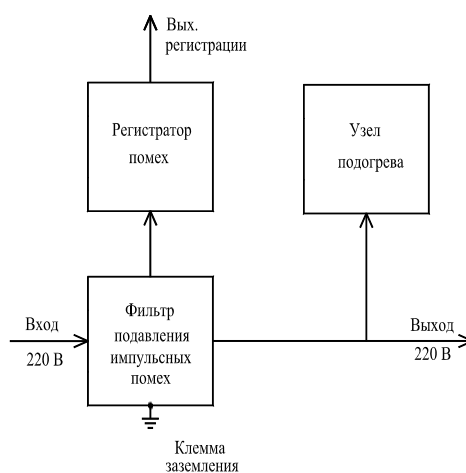 Вых.
регистрации
Регистратор
помех
Узел
подогрева
Вход
220 В
Фильтр
подавления
импульсных
помех
Выход
220 В
Клемма
заземления